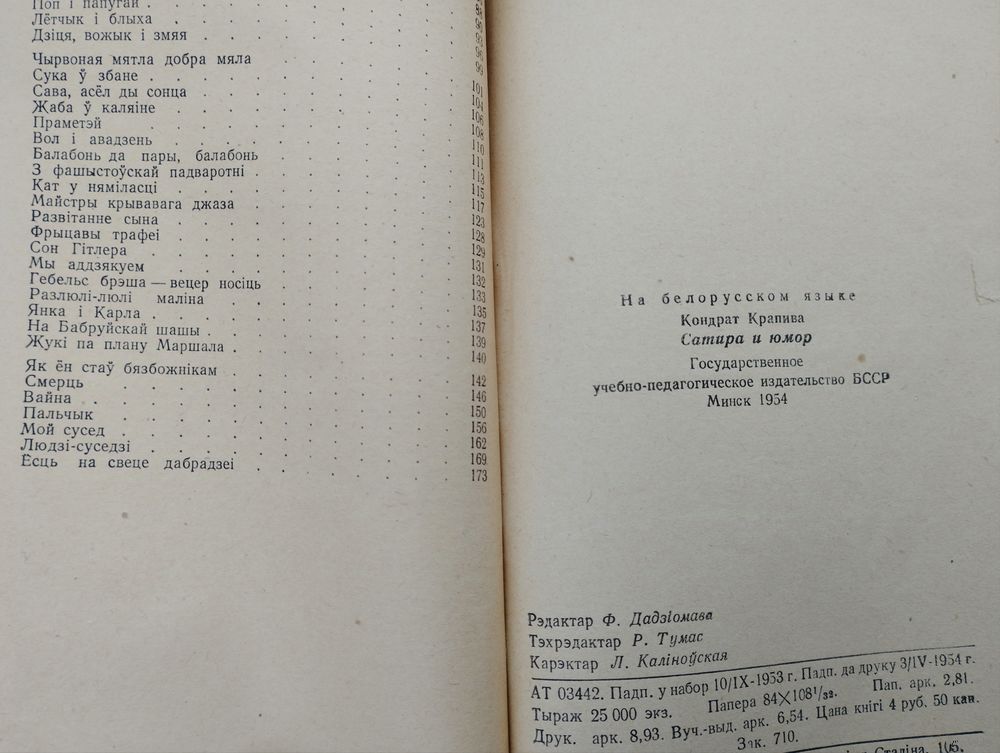 Поп і папугай . . . . . . . 93
Лётчык і блыха . . . . . . . 96
Дзіця, вожык і змяя . . . . . . . 99
Чырвоная мятла добра мяла . . . . . 101
Сука ў збане . . . . . . . . 104
Сава, асёл ды сонца . . . . . . . 106
Жаба ў каляіне . . . . . . . 108
Праметэй . . . . . . . . 110
Вол і авадзень . . . . . . . 111
Балабонь да пары, балабонь . . . . . 113
З фашыстоўскай падваротні . . . . . 115
Кат у няміласці . . . . . . . 117
Майстры крывавага джаза . . . . . 123
Развітанне сына . . . . . . . 128
Фрыцавы трафеі . . . . . . . 129
Сон Гітлера . . . . . . . . 131
Мы аддзякуем . . . . . . . 132
Гебельс брэша — вецер носіць . . . . . 133
Разлюлі-люлі маліна . . . . . . 135
Янка і Карла . . . . . . . . 137
На Бабруйскай шашы . . . . . . 139
Жукі па плану Маршала . . . . . . 140
Як ён стаў бязбожнікам . . . . . . 142
Смерць . . . . . . . . 146
Вайна . . . . . . . . . 150
Пальчык . . . . . . . . 156
Мой сусед . . . . . . . . 162
Людзі-суседзі . . . . . . . 169
Ёсць на свеце дабрадзеі . . . . . . 173
На белорусском языке
Кондрат Крапива
Сатира и юмор
Государственное
учебно-педагогическое издательство БССР
Минск 1954
Рэдактар Ф. Дадзіомава
Тэхрэдактар Р. Тумас
Карэктар Л. Каліноўская
АТ 03442. Падп. у набор 10/IX-1953 г. Падп. да друку 3/IV-1954 г.
Тыраж 25 000 экз. Папера 84×108¹/₃₂. Пап. арк. 2,81.
Друк. арк. 8,93. Вуч.-выд. арк. 6,54. Цана кнігі 4 руб. 50 кап.
Зак. 710.
Сталіна, 105.